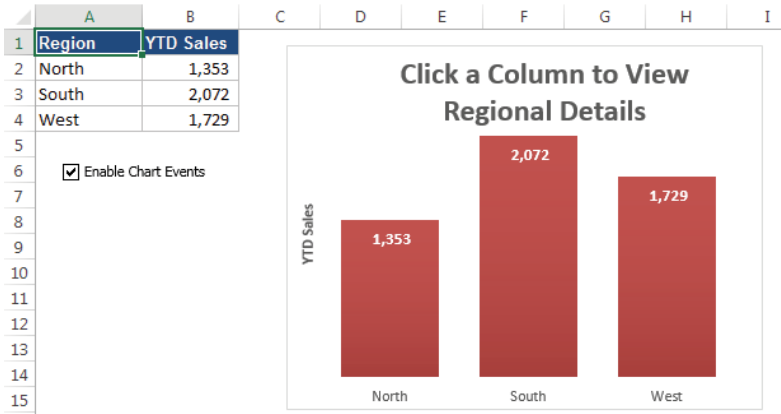 A B C D E F G H I
1 Region YTD Sales
2 North 1,353
3 South 2,072
4 West 1,729
5
6 Enable Chart Events
7
8
9
10
11
12
13
14
15
Click a Column to View
Regional Details
YTD Sales
1,353
2,072
1,729
North South West